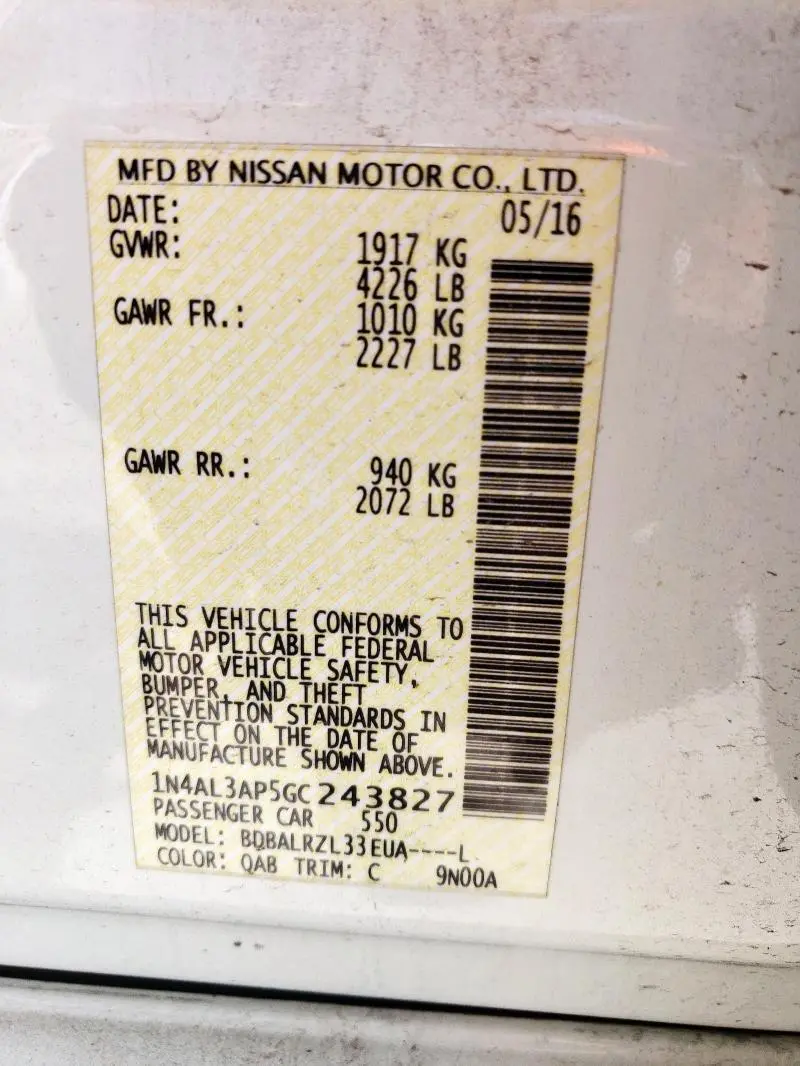 MFD BY NISSAN MOTOR CO., LTD.
DATE: 05/16
GVWR: 1917 KG
4226 LB
GAWR FR.: 1010 KG
2227 LB
GAWR RR.: 940 KG
2072 LB
THIS VEHICLE CONFORMS TO
ALL APPLICABLE FEDERAL
MOTOR VEHICLE SAFETY,
BUMPER, AND THEFT
PREVENTION STANDARDS IN
EFFECT ON THE DATE OF
MANUFACTURE SHOWN ABOVE.
1N4AL3AP5GC243827
PASSENGER CAR 550
MODEL: BDBALRZL33EUA----L
COLOR: QAB TRIM: C 9N00A